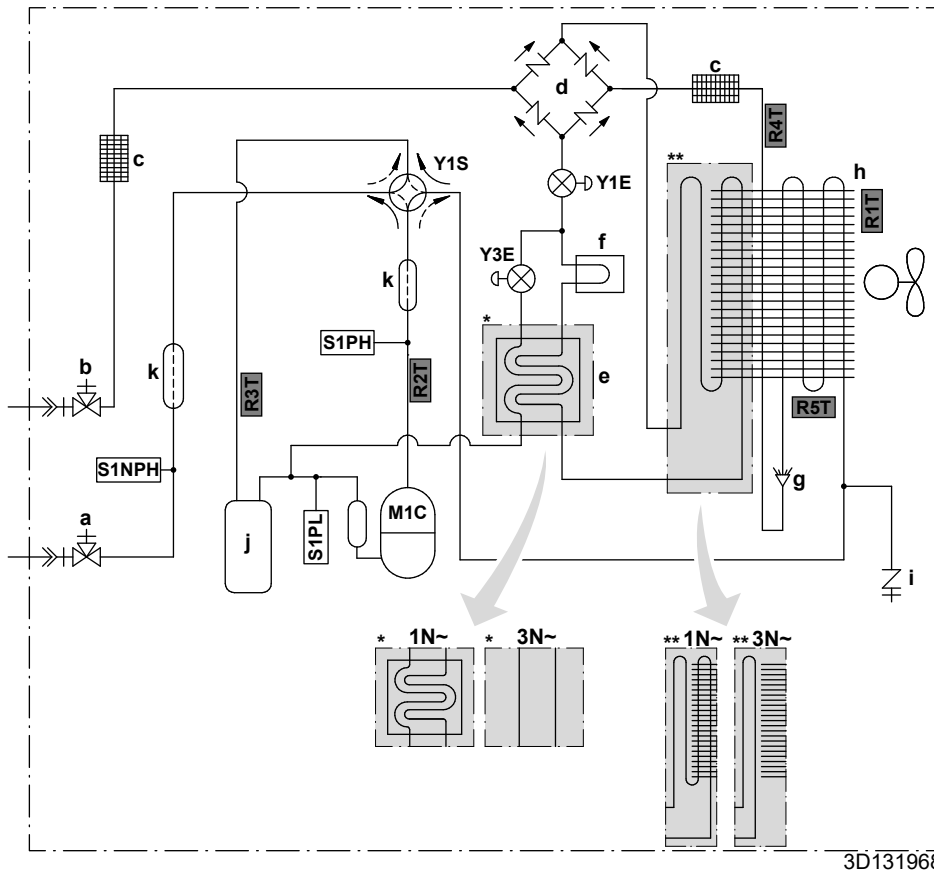 d
c
R4T
c
Y1S
**
h
R1T
Y1E
f
Y3E
k
*
S1PH
e
b
k
R3T
R2T
R5T
S1NPH
g
M1C
a
j
S1PL
i
* 1N~ * 3N~
** 1N~ ** 3N~
3D131968